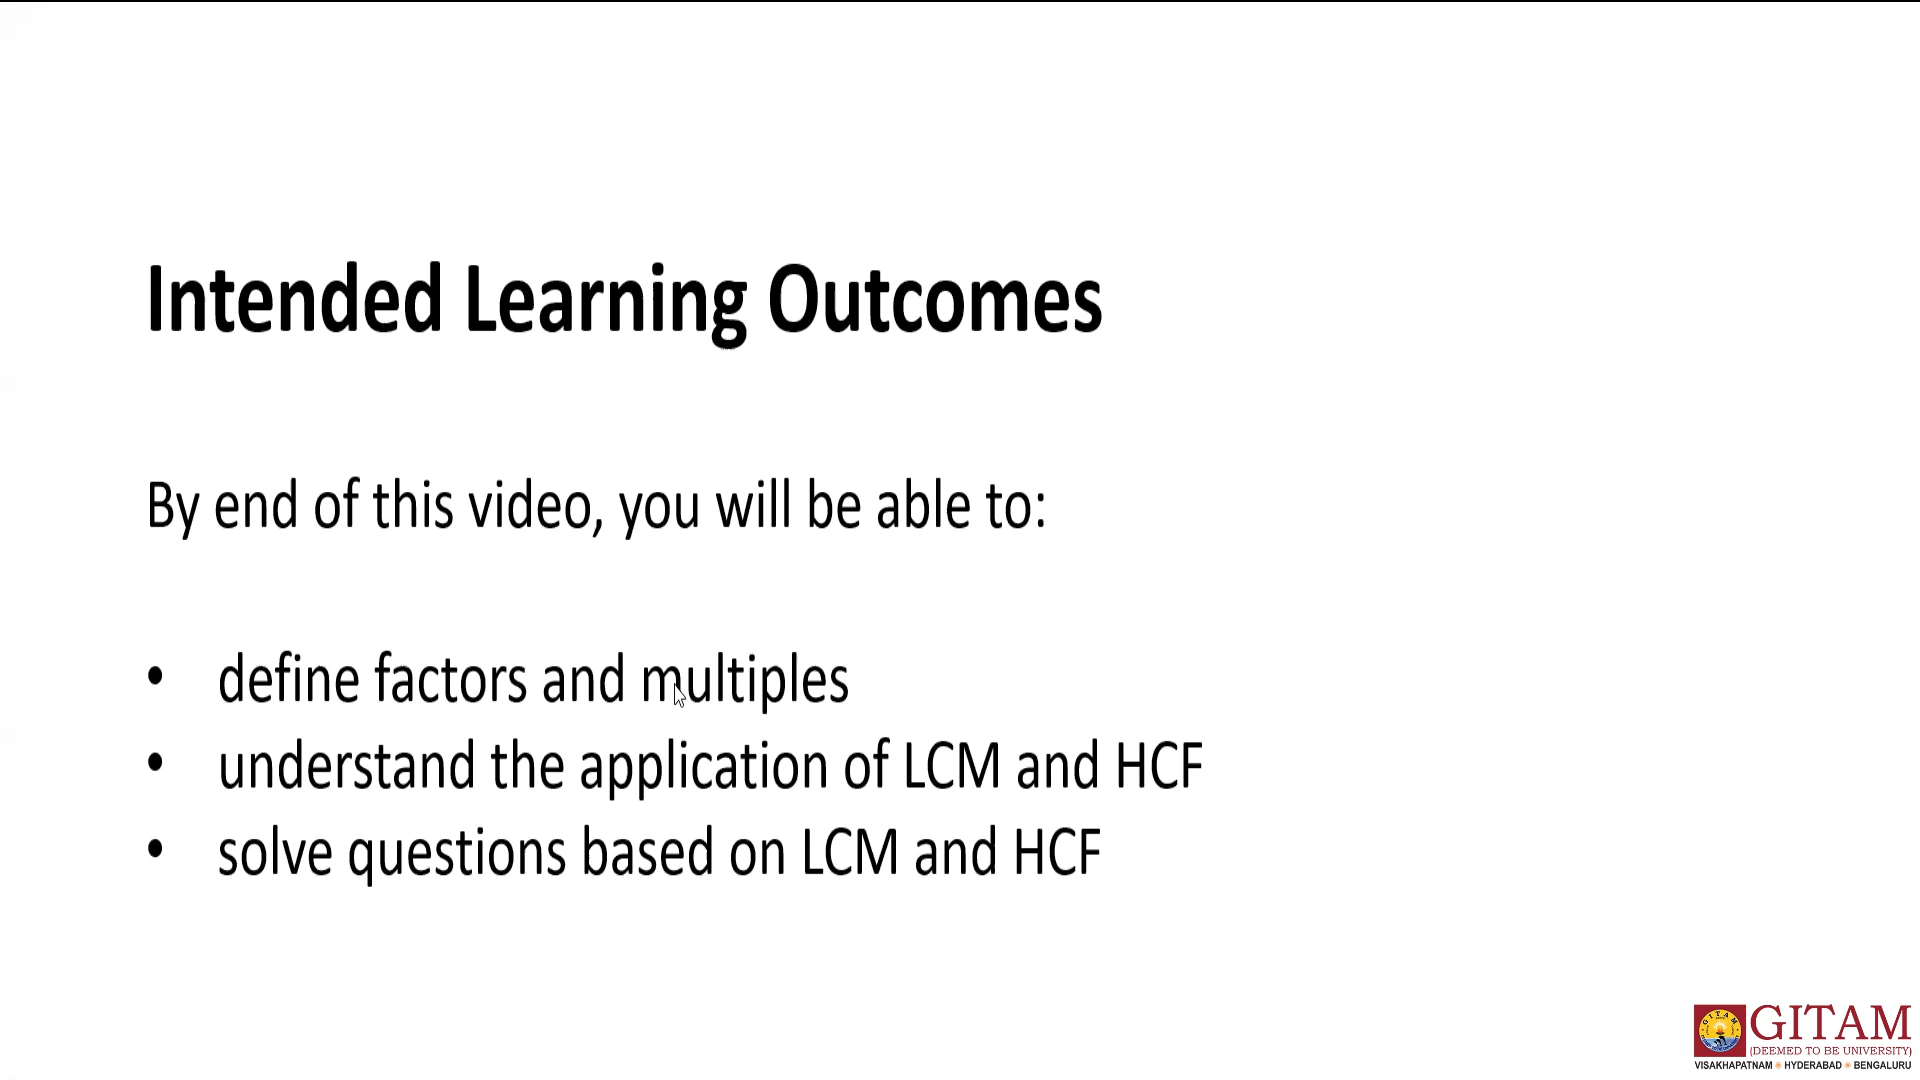 Intended Learning Outcomes
By end of this video, you will be able to:
• define factors and multiples
• understand the application of LCM and HCF
• solve questions based on LCM and HCF
GITAM
(DEEMED TO BE UNIVERSITY)
VISAKHAPATNAM * HYDERABAD * BENGALURU